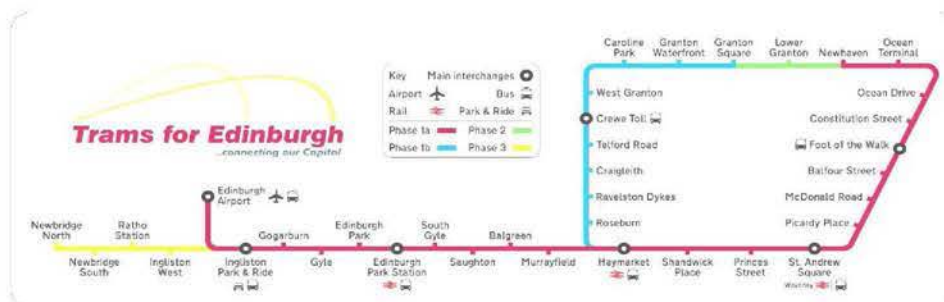 Trams for Edinburgh
...connecting our Capital
Key Main interchanges
Airport Bus
Rail Park & Ride
Phase 1a Phase 2
Phase 1b Phase 3
Caroline
Park
Granton
Waterfront
Granton
Square
Lower
Granton
Newhaven
Ocean
Terminal
West Granton
Crewe Toll
Telford Road
Craigleith
Ravelston Dykes
Roseburn
Ocean Drive
Constitution Street
Foot of the Walk
Balfour Street
McDonald Road
Picardy Place
Edinburgh
Airport
Newbridge
North
Ratho
Station
Gogarburn
Edinburgh
Park
South
Gyle
Balgreen
Newbridge
South
Ingliston
West
Ingliston
Park & Ride
Gyle
Edinburgh
Park Station
Saughton
Murrayfield
Haymarket
Shandwick
Place
Princes
Street
St. Andrew
Square
Waverley